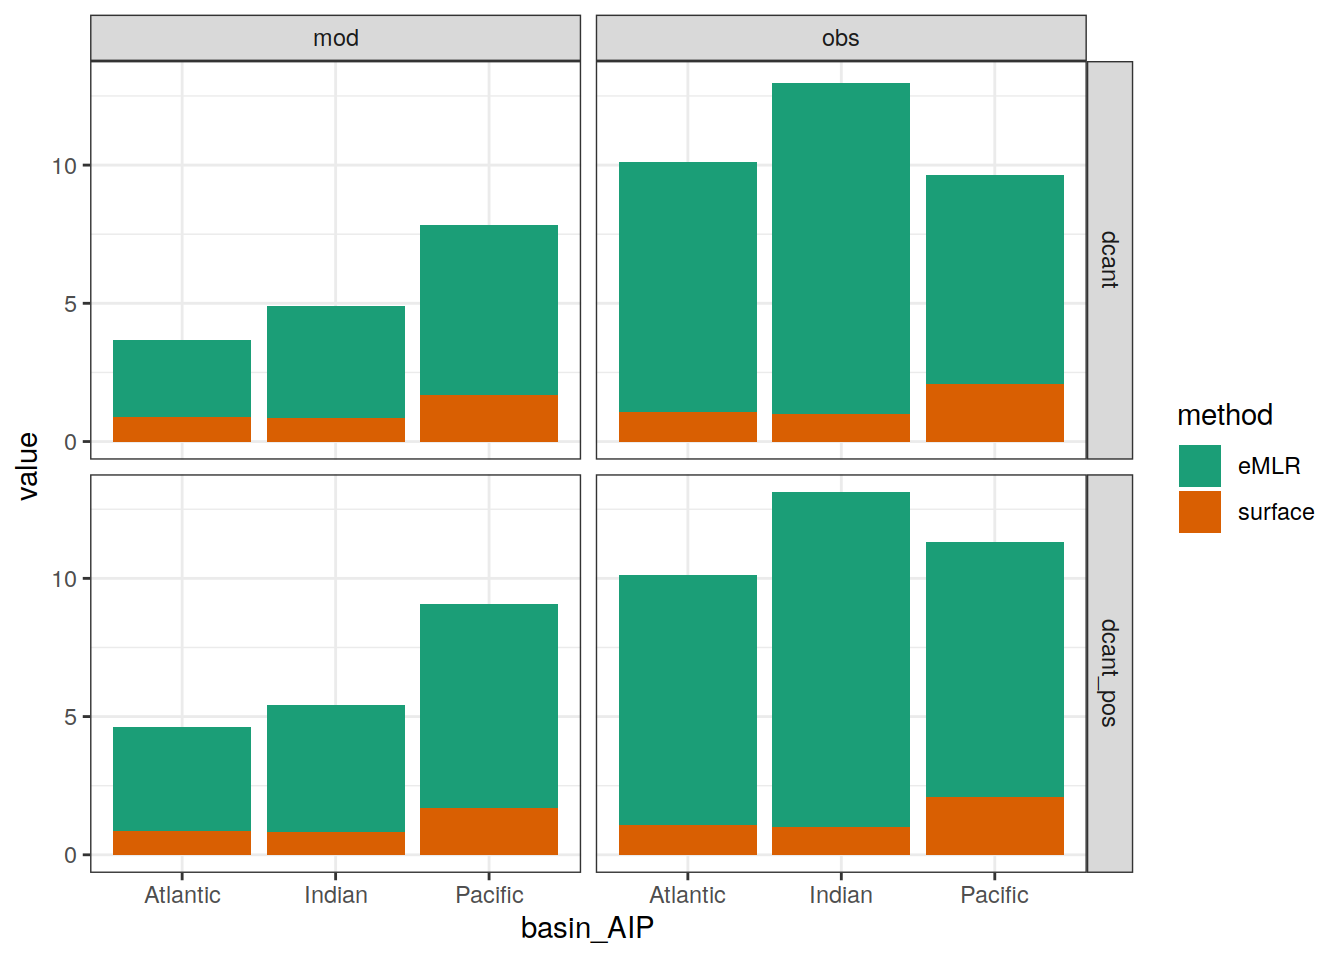 mod
obs
10
5
0
dcant
10
5
0
dcant_pos
value
Atlantic
Indian
Pacific
Atlantic
Indian
Pacific
basin_AIP
method
eMLR
surface